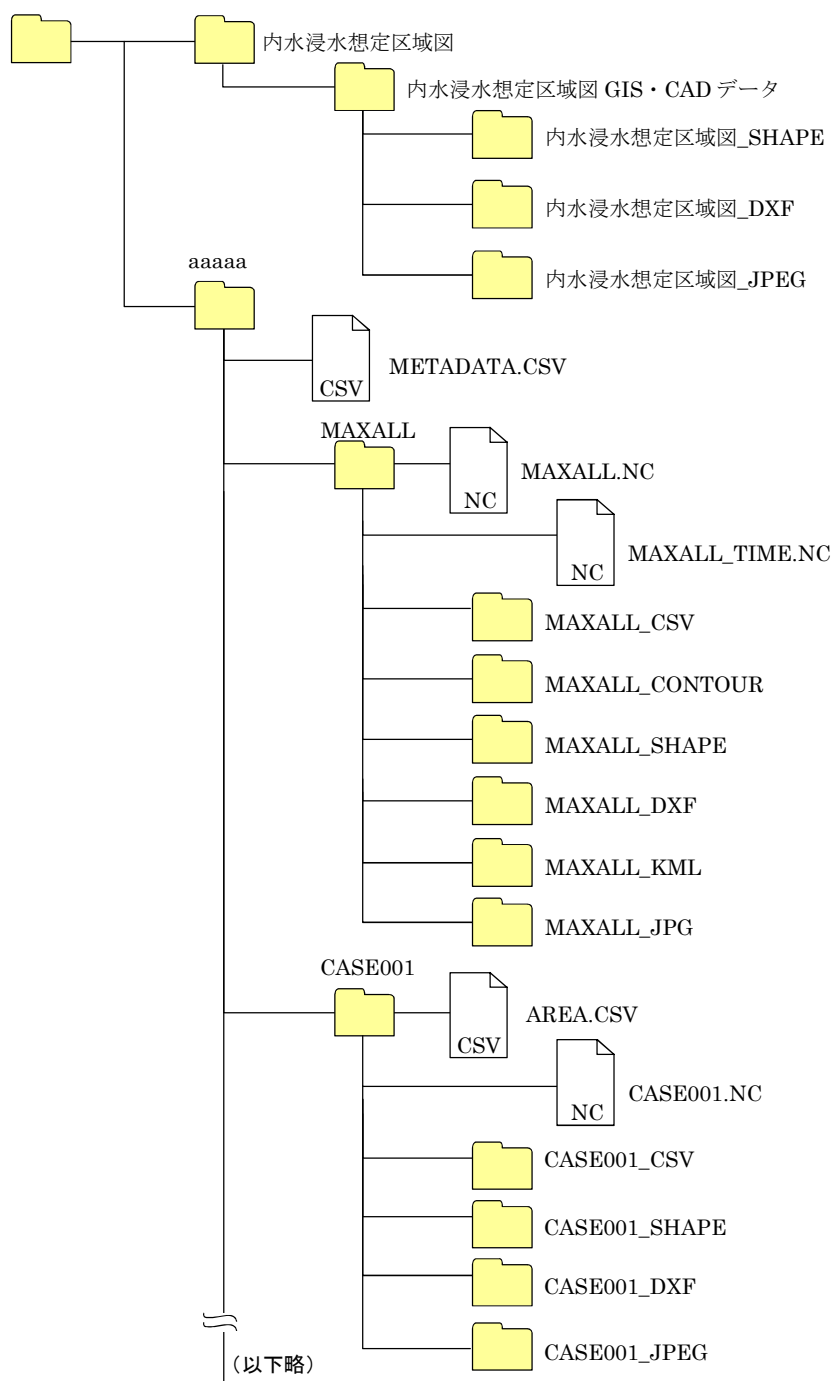 内水浸水想定区域図
内水浸水想定区域図 GIS・CAD データ
内水浸水想定区域図_SHAPE
内水浸水想定区域図_DXF
内水浸水想定区域図_JPEG
aaaaa
CSV
METADATA.CSV
MAXALL
NC
MAXALL.NC
NC
MAXALL_TIME.NC
MAXALL_CSV
MAXALL_CONTOUR
MAXALL_SHAPE
MAXALL_DXF
MAXALL_KML
MAXALL_JPG
CASE001
CSV
AREA.CSV
NC
CASE001.NC
CASE001_CSV
CASE001_SHAPE
CASE001_DXF
CASE001_JPEG
（以下略）